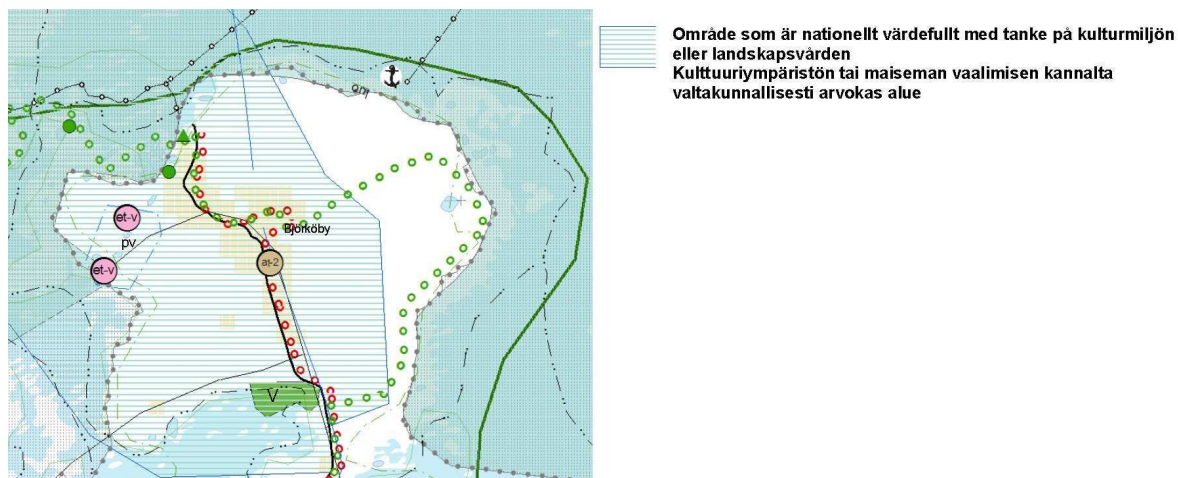 Område som är nationellt värdefullt med tanke på kulturmiljön
eller landskapsvården
Kulttuuriympäristön tai maiseman vaalimisen kannalta
valtakunnallisesti arvokas alue
et-v
pv
et-v
Björköby
at-2
V